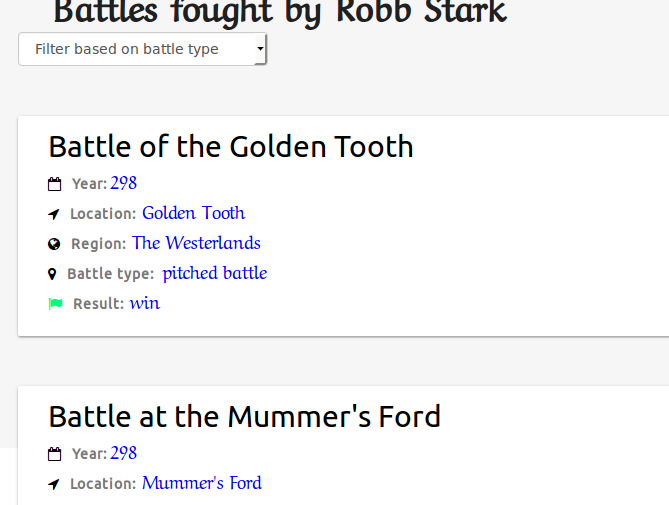 Battles fought by Robb Stark
Filter based on battle type
Battle of the Golden Tooth
Year: 298
Location: Golden Tooth
Region: The Westerlands
Battle type: pitched battle
Result: win
Battle at the Mummer's Ford
Year: 298
Location: Mummer's Ford